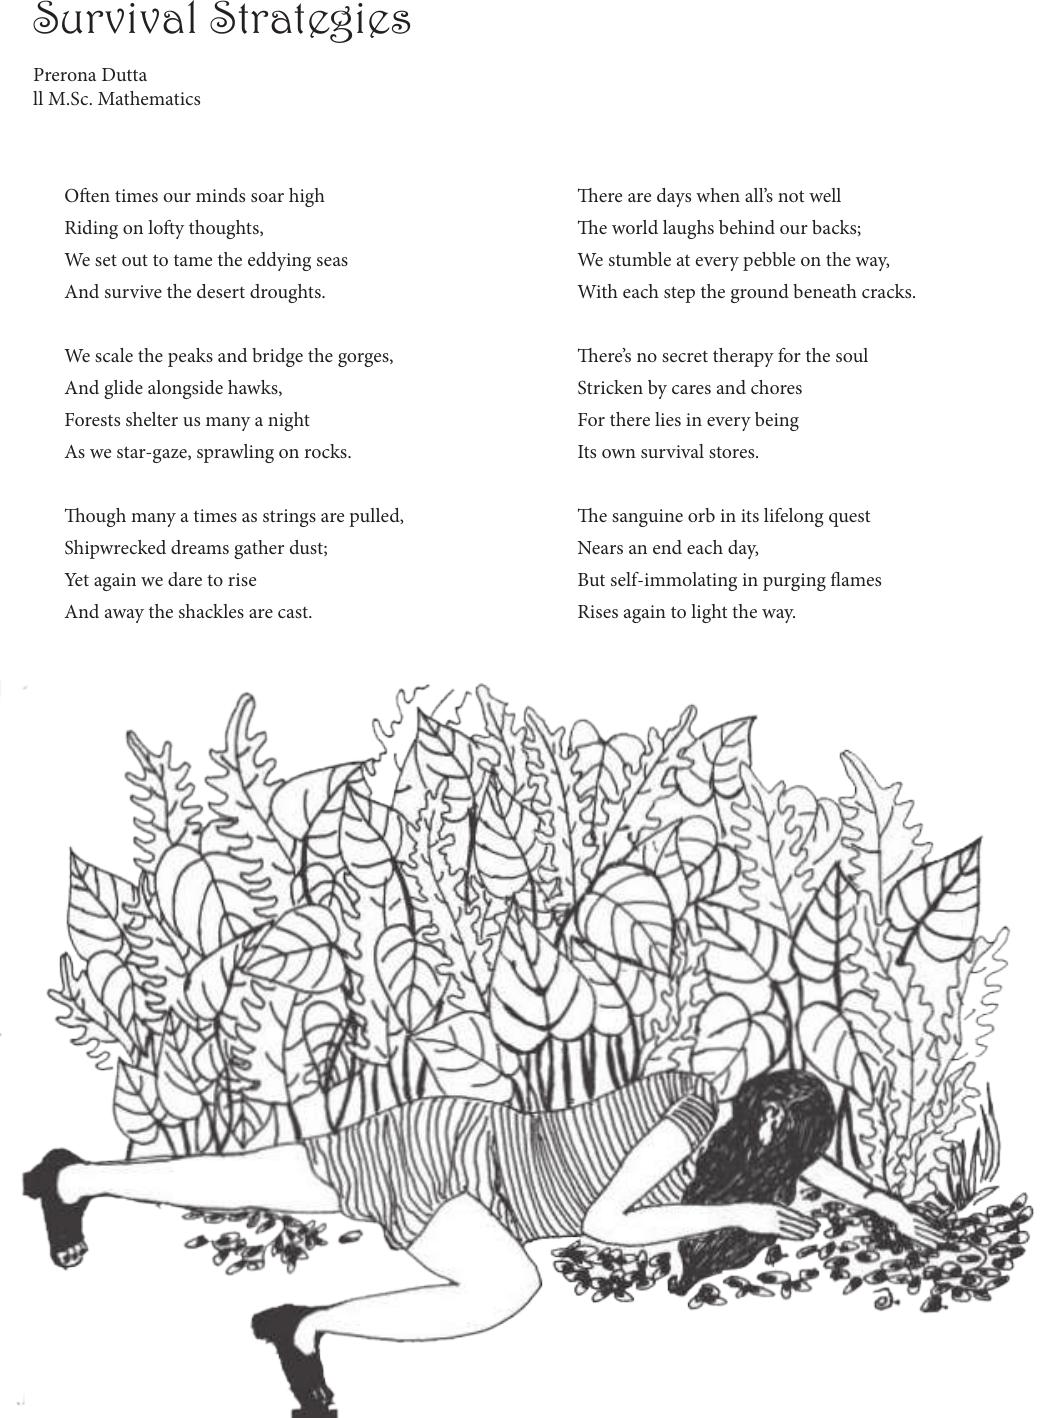 Survival Strategies
Prerona Dutta
ll M.Sc. Mathematics
Often times our minds soar high
Riding on lofty thoughts,
We set out to tame the eddying seas
And survive the desert droughts.
We scale the peaks and bridge the gorges,
And glide alongside hawks,
Forests shelter us many a night
As we star-gaze, sprawling on rocks.
Though many a times as strings are pulled,
Shipwrecked dreams gather dust;
Yet again we dare to rise
And away the shackles are cast.
There are days when all’s not well
The world laughs behind our backs;
We stumble at every pebble on the way,
With each step the ground beneath cracks.
There’s no secret therapy for the soul
Stricken by cares and chores
For there lies in every being
Its own survival stores.
The sanguine orb in its lifelong quest
Nears an end each day,
But self-immolating in purging flames
Rises again to light the way.